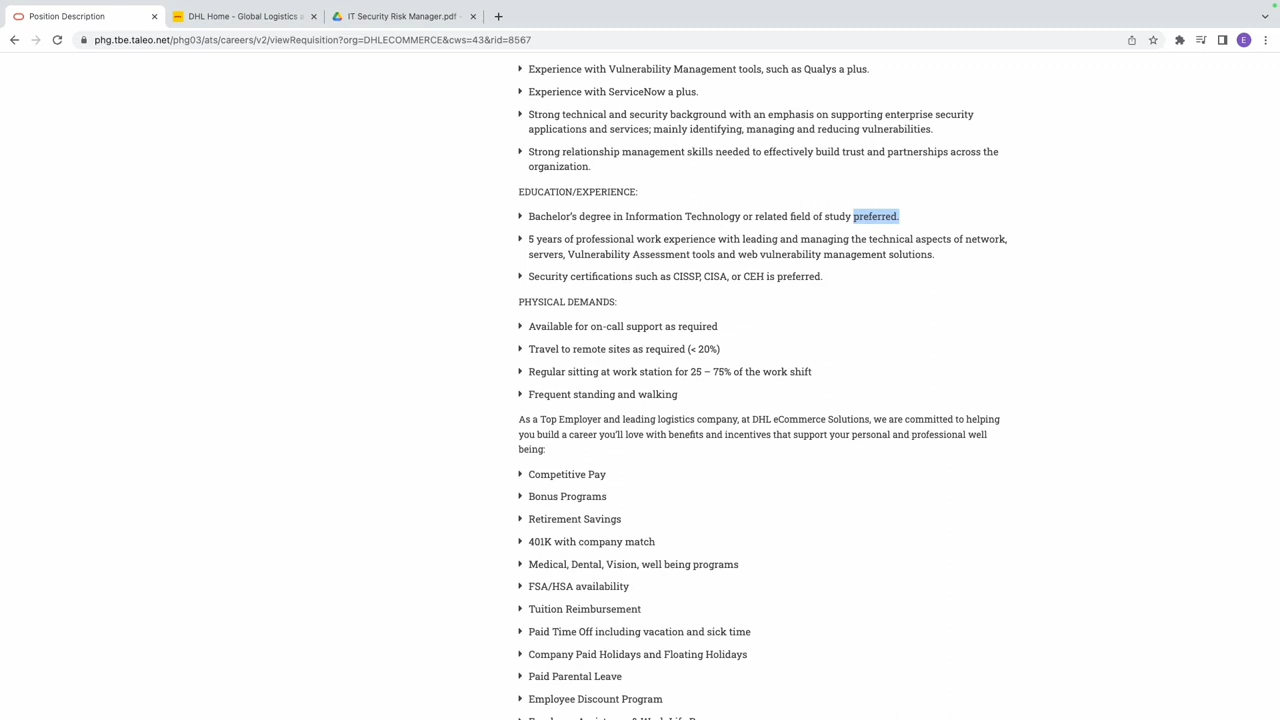 Position Description
DHL Home - Global Logistics a
IT Security Risk Manager.pdf -
phg.tbe.taleo.net/phg03/ats/careers/v2/viewRequisition?org=DHLECOMMERCE&cws=43&rid=8567
E
Experience with Vulnerability Management tools, such as Qualys a plus.
Experience with ServiceNow a plus.
Strong technical and security background with an emphasis on supporting enterprise security
applications and services; mainly identifying, managing and reducing vulnerabilities.
Strong relationship management skills needed to effectively build trust and partnerships across the
organization.
EDUCATION/EXPERIENCE:
Bachelor's degree in Information Technology or related field of study preferred.
5 years of professional work experience with leading and managing the technical aspects of network,
servers, Vulnerability Assessment tools and web vulnerability management solutions.
Security certifications such as CISSP, CISA, or CEH is preferred.
PHYSICAL DEMANDS:
Available for on-call support as required
Travel to remote sites as required (< 20%)
Regular sitting at work station for 25 – 75% of the work shift
Frequent standing and walking
As a Top Employer and leading logistics company, at DHL eCommerce Solutions, we are committed to helping
you build a career you'll love with benefits and incentives that support your personal and professional well
being:
Competitive Pay
Bonus Programs
Retirement Savings
401K with company match
Medical, Dental, Vision, well being programs
FSA/HSA availability
Tuition Reimbursement
Paid Time Off including vacation and sick time
Company Paid Holidays and Floating Holidays
Paid Parental Leave
Employee Discount Program